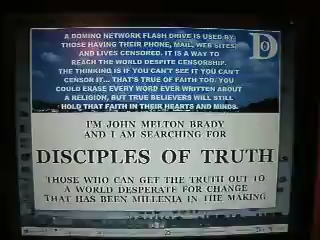 A DOMINO NETWORK FLASH DRIVE IS USED BY
THOSE HAVING THEIR PHONE, MAIL, WEB SITES,
AND LIVES CENSORED. IT IS A WAY TO
REACH THE WORLD DESPITE CENSORSHIP.
THE THINKING IS IF YOU CAN'T SEE IT YOU CAN'T
CENSOR IT... THAT'S TRUE OF FAITH TOO. YOU
COULD ERASE EVERY WORD EVER WRITTEN ABOUT
A RELIGION, BUT TRUE BELIEVERS WILL STILL
HOLD THAT FAITH IN THEIR HEARTS AND MINDS.
I'M JOHN MELTON BRADY
AND I AM SEARCHING FOR
DISCIPLES OF TRUTH
THOSE WHO CAN GET THE TRUTH OUT TO
A WORLD DESPERATE FOR CHANGE
THAT HAS BEEN MILLENIA IN THE MAKING